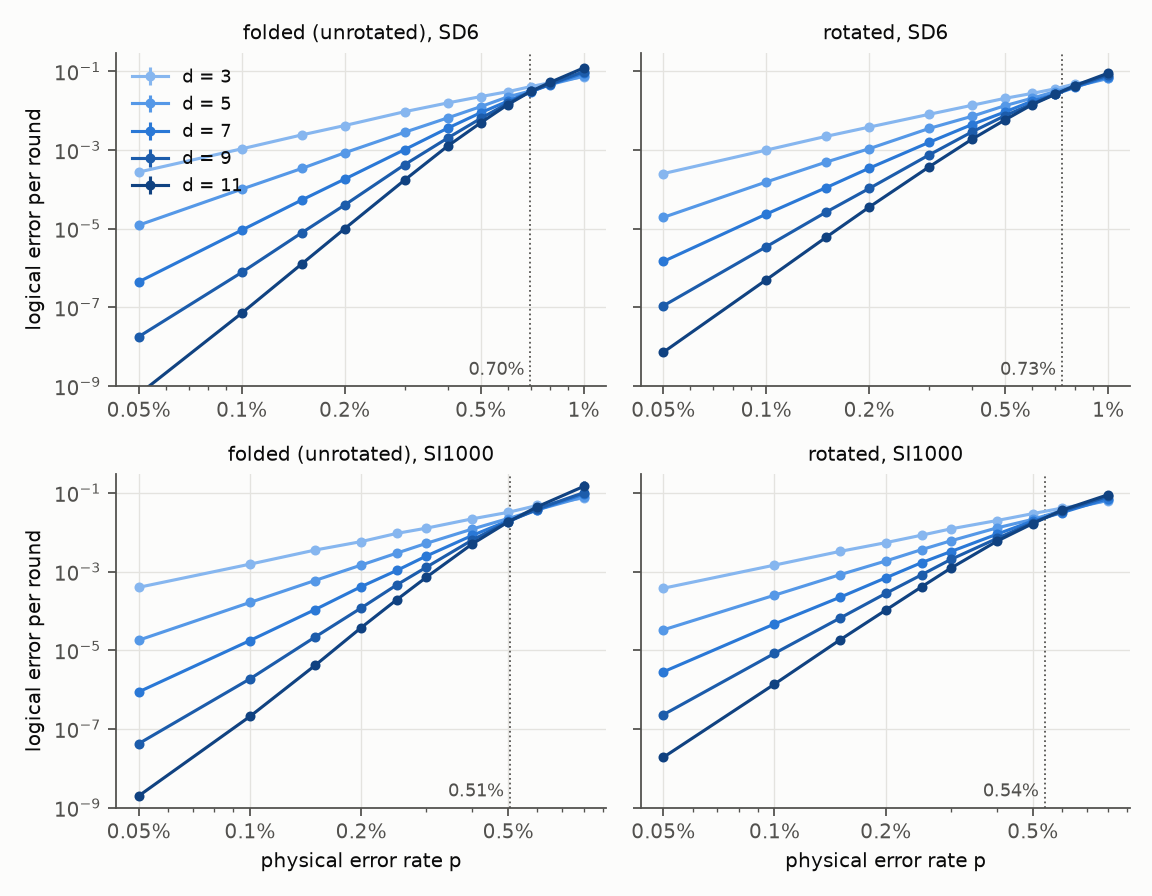 folded (unrotated), SD6
rotated, SD6
logical error per round
10⁻¹
10⁻³
10⁻⁵
10⁻⁷
10⁻⁹
d = 3
d = 5
d = 7
d = 9
d = 11
0.70%
0.73%
0.05% 0.1% 0.2% 0.5% 1%
0.05% 0.1% 0.2% 0.5% 1%
folded (unrotated), SI1000
rotated, SI1000
logical error per round
10⁻¹
10⁻³
10⁻⁵
10⁻⁷
10⁻⁹
0.51%
0.54%
0.05% 0.1% 0.2% 0.5%
0.05% 0.1% 0.2% 0.5%
physical error rate p
physical error rate p